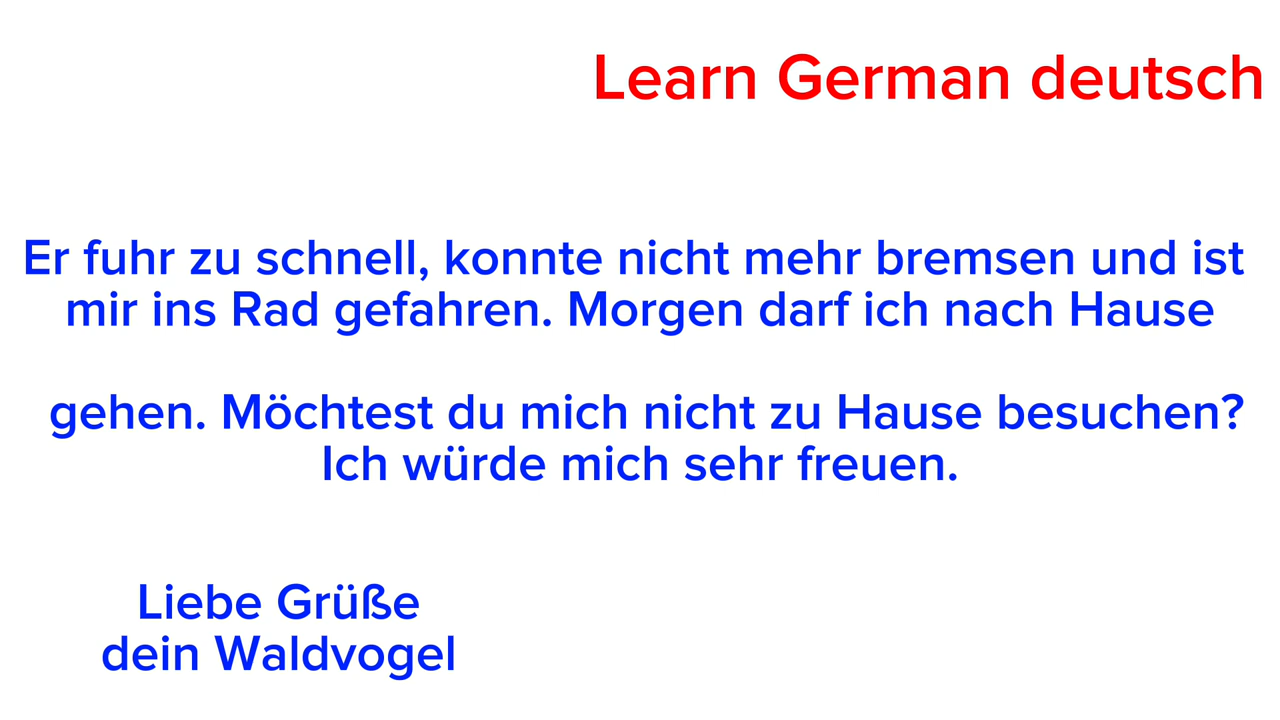 Learn German deutsch
Er fuhr zu schnell, konnte nicht mehr bremsen und ist
mir ins Rad gefahren. Morgen darf ich nach Hause
gehen. Möchtest du mich nicht zu Hause besuchen?
Ich würde mich sehr freuen.
Liebe Grüße
dein Waldvogel